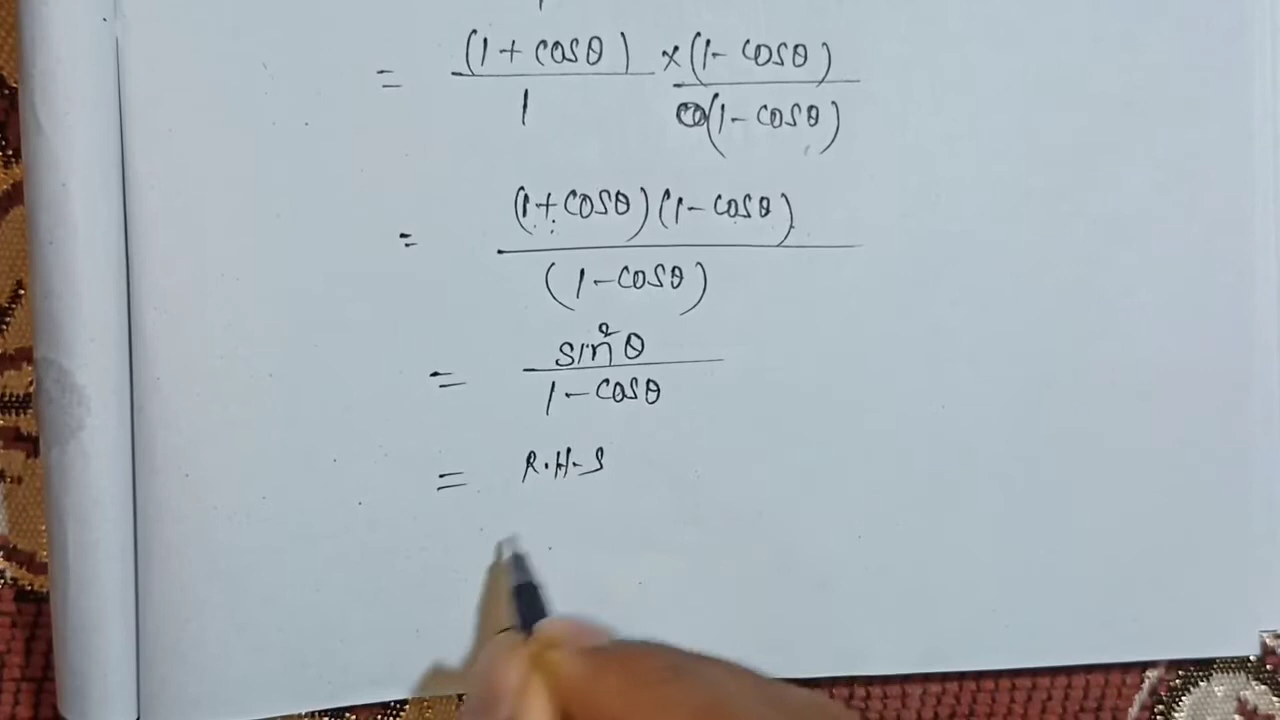 = (1 + cosθ) / 1 × (1 - cosθ) / (1 - cosθ)
= (1 + cosθ)(1 - cosθ) / (1 - cosθ)
= sin²θ / 1 - cosθ
= R.H.S